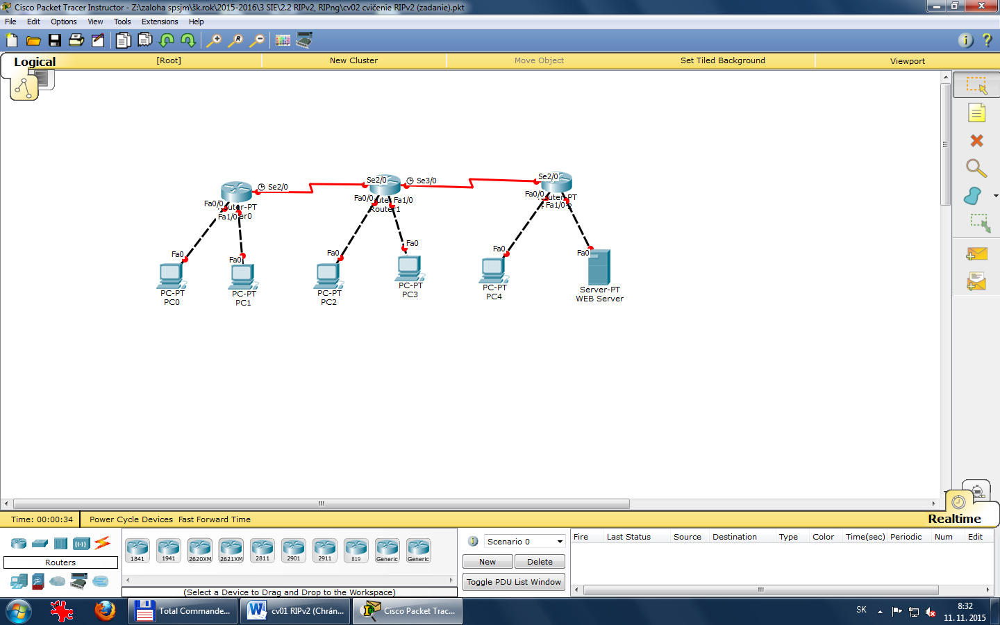 Cisco Packet Tracer Instructor - Z:\zaloha spsjm\šk.rok\2015-2016\3 SIE\2.2 RIPv2, RIPng\cv02 cvičenie RIPv2 (zadanie).pkt
File Edit Options View Tools Extensions Help
Logical [Root] New Cluster Move Object Set Tiled Background Viewport
Se2/0 Se2/0 Se3/0 Se2/0
Fa0/0 Fa1/0 Fa0/0 Fa1/0 Fa0/0 Fa1/0
Router1
Fa0 Fa0 Fa0 Fa0 Fa0 Fa0
PC-PT
PC0
PC-PT
PC1
PC-PT
PC2
PC-PT
PC3
PC-PT
PC4
Server-PT
WEB Server
Realtime
Time: 00:00:34 Power Cycle Devices Fast Forward Time
Routers
1841 1941 2620XM 2621XM 2811 2901 2911 819 Generic Generic
(Select a Device to Drag and Drop to the Workspace)
Scenario 0
New Delete
Toggle PDU List Window
Fire Last Status Source Destination Type Color Time(sec) Periodic Num Edit
Total Commande... cv01 RIPv2 (Chrán... Cisco Packet Trac...
SK
8:32
11. 11. 2015